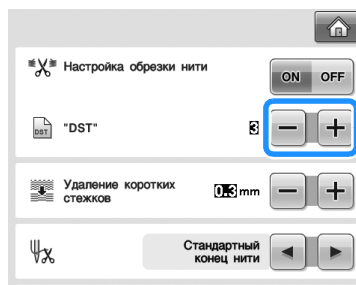 Настройка обрезки нити
ON OFF
DST "DST" 3
Удаление коротких
стежков
0.3 mm
Стандартный
конец нити